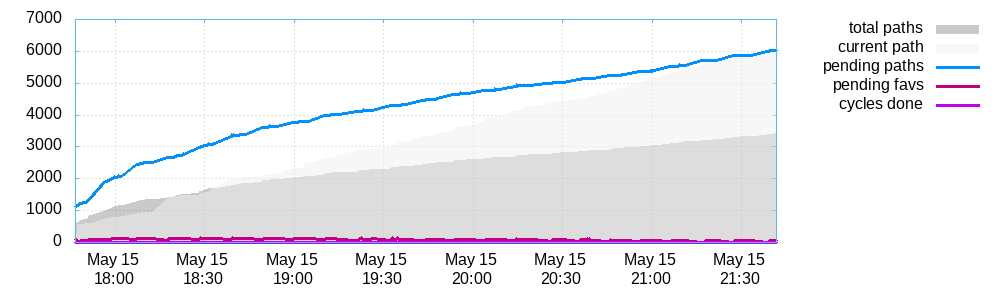 7000
6000
5000
4000
3000
2000
1000
0
May 15 May 15 May 15 May 15 May 15 May 15 May 15 May 15
18:00 18:30 19:00 19:30 20:00 20:30 21:00 21:30
total paths
current path
pending paths
pending favs
cycles done